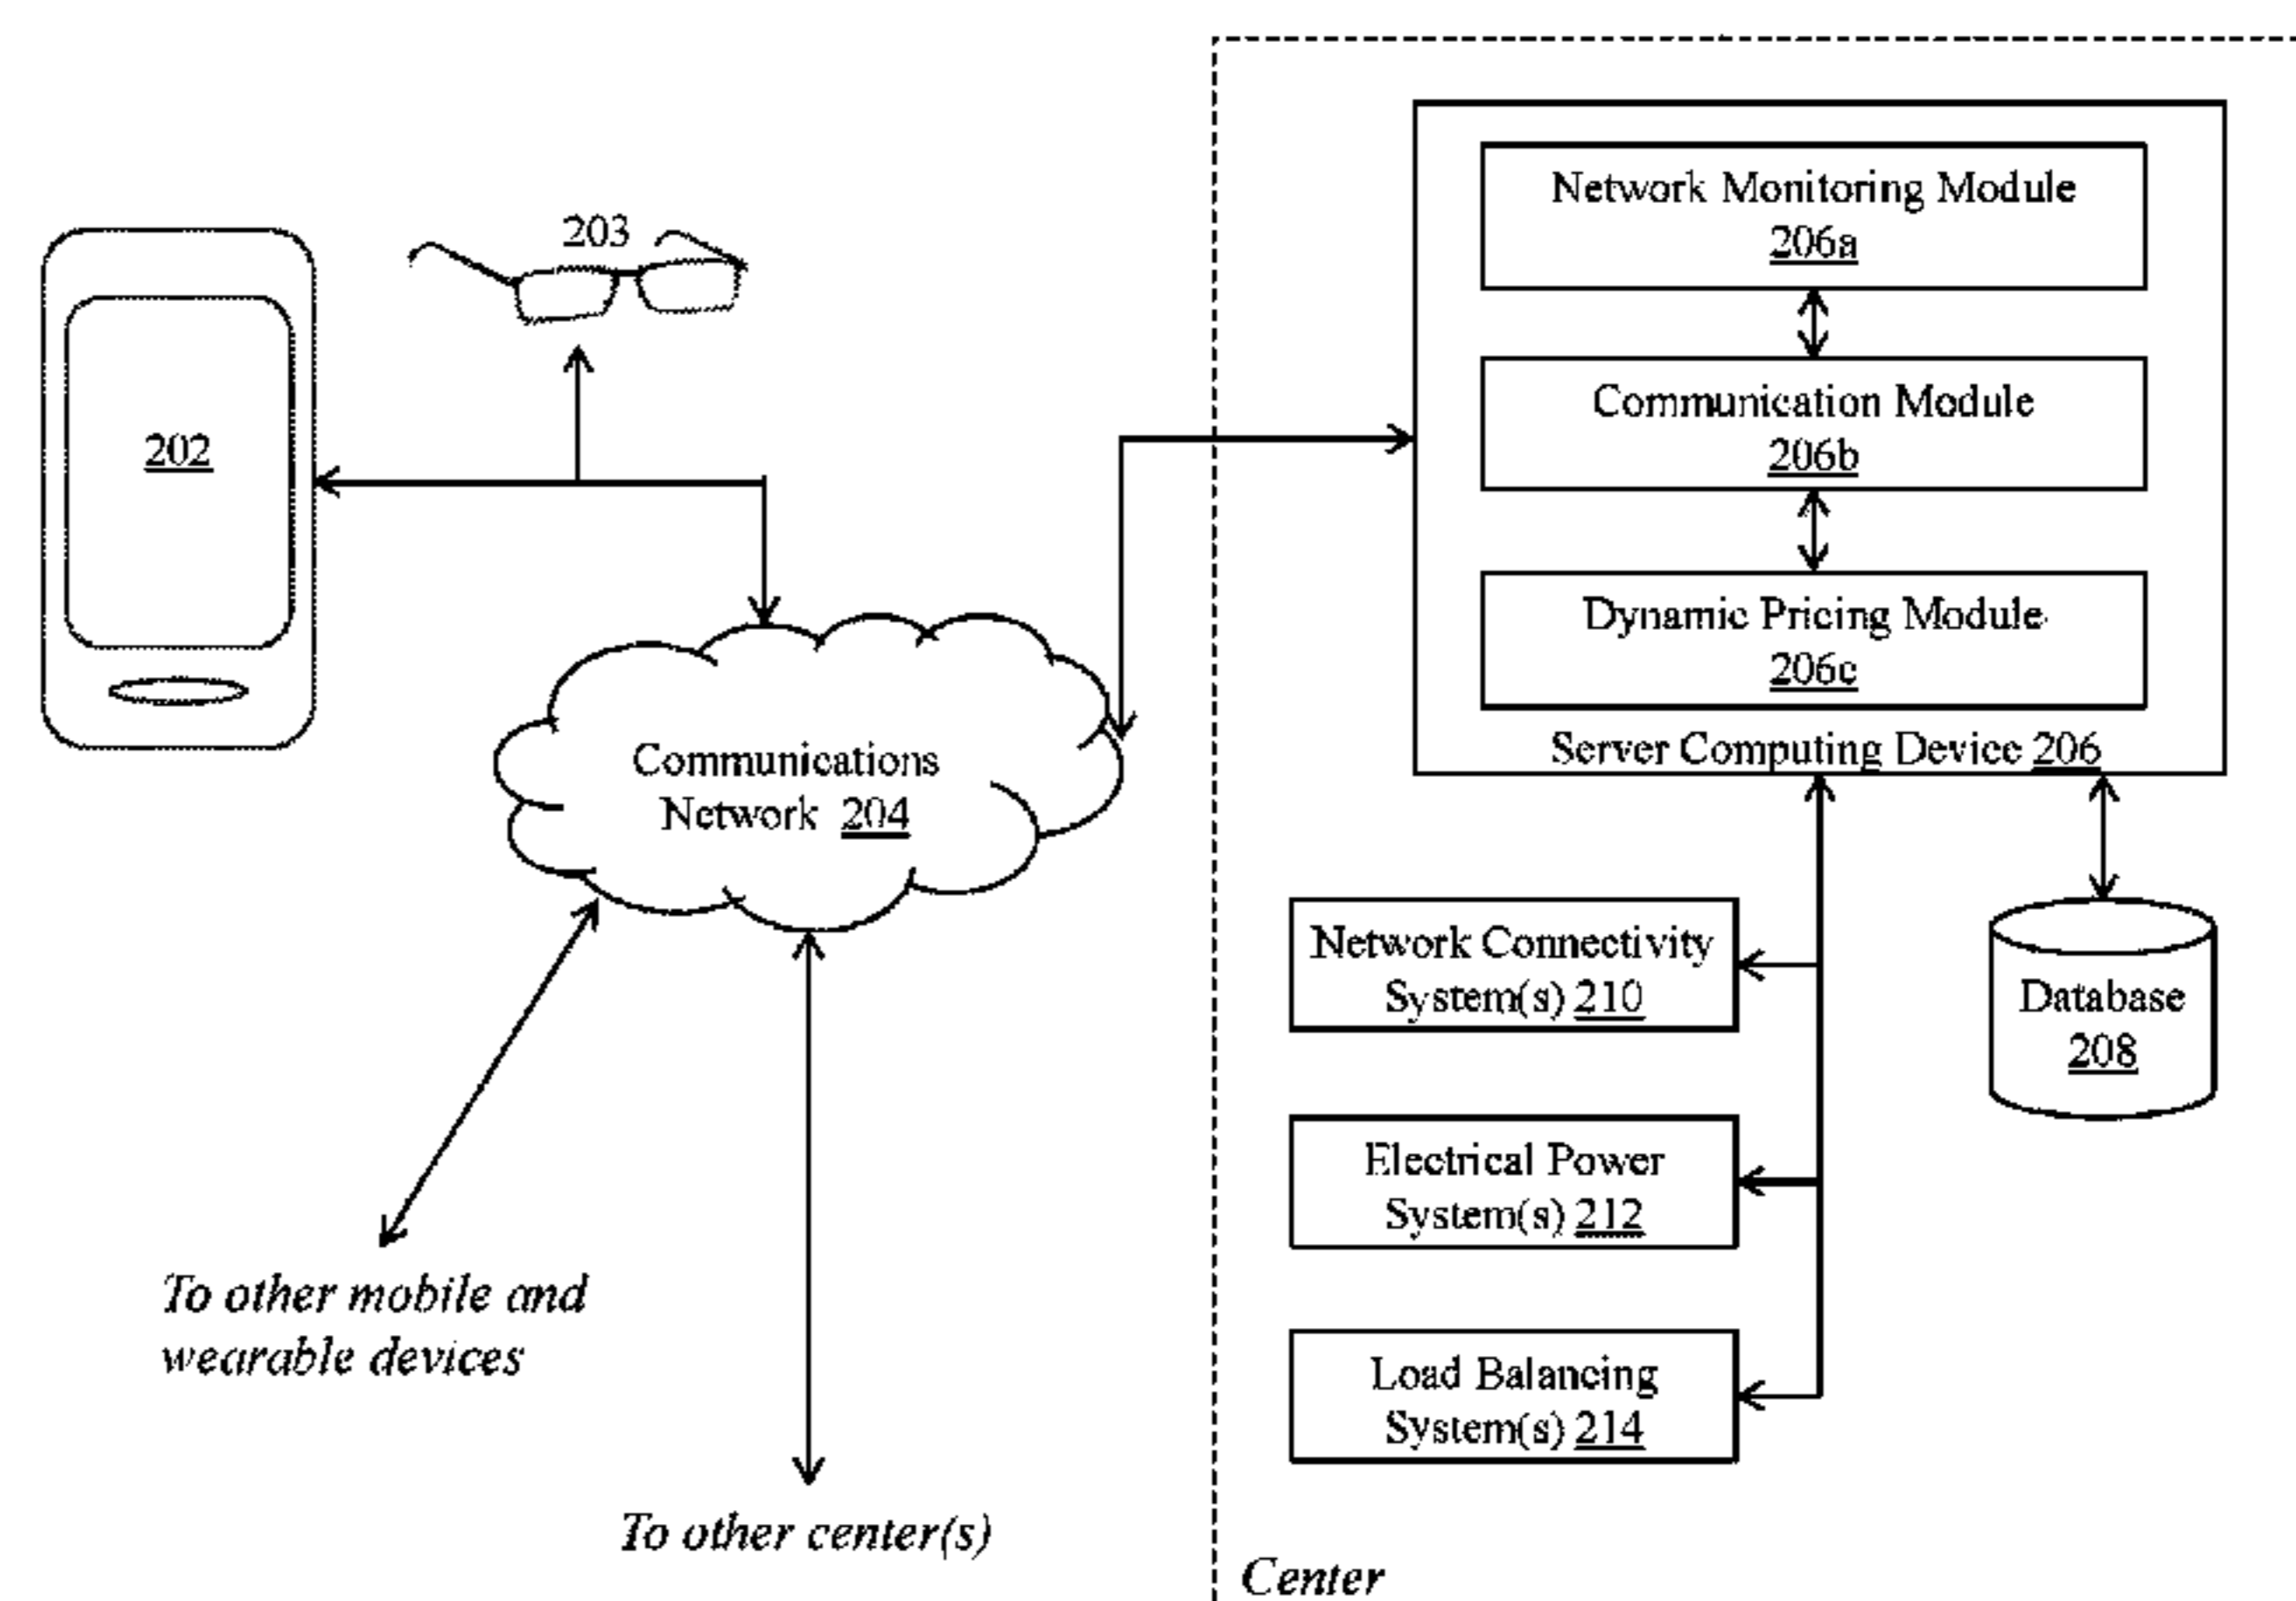 203
202
Communications
Network 204
To other mobile and
wearable devices
To other center(s)
Network Monitoring Module
206a
Communication Module
206b
Dynamic Pricing Module
206c
Server Computing Device 206
Network Connectivity
System(s) 210
Database
208
Electrical Power
System(s) 212
Load Balancing
System(s) 214
Center